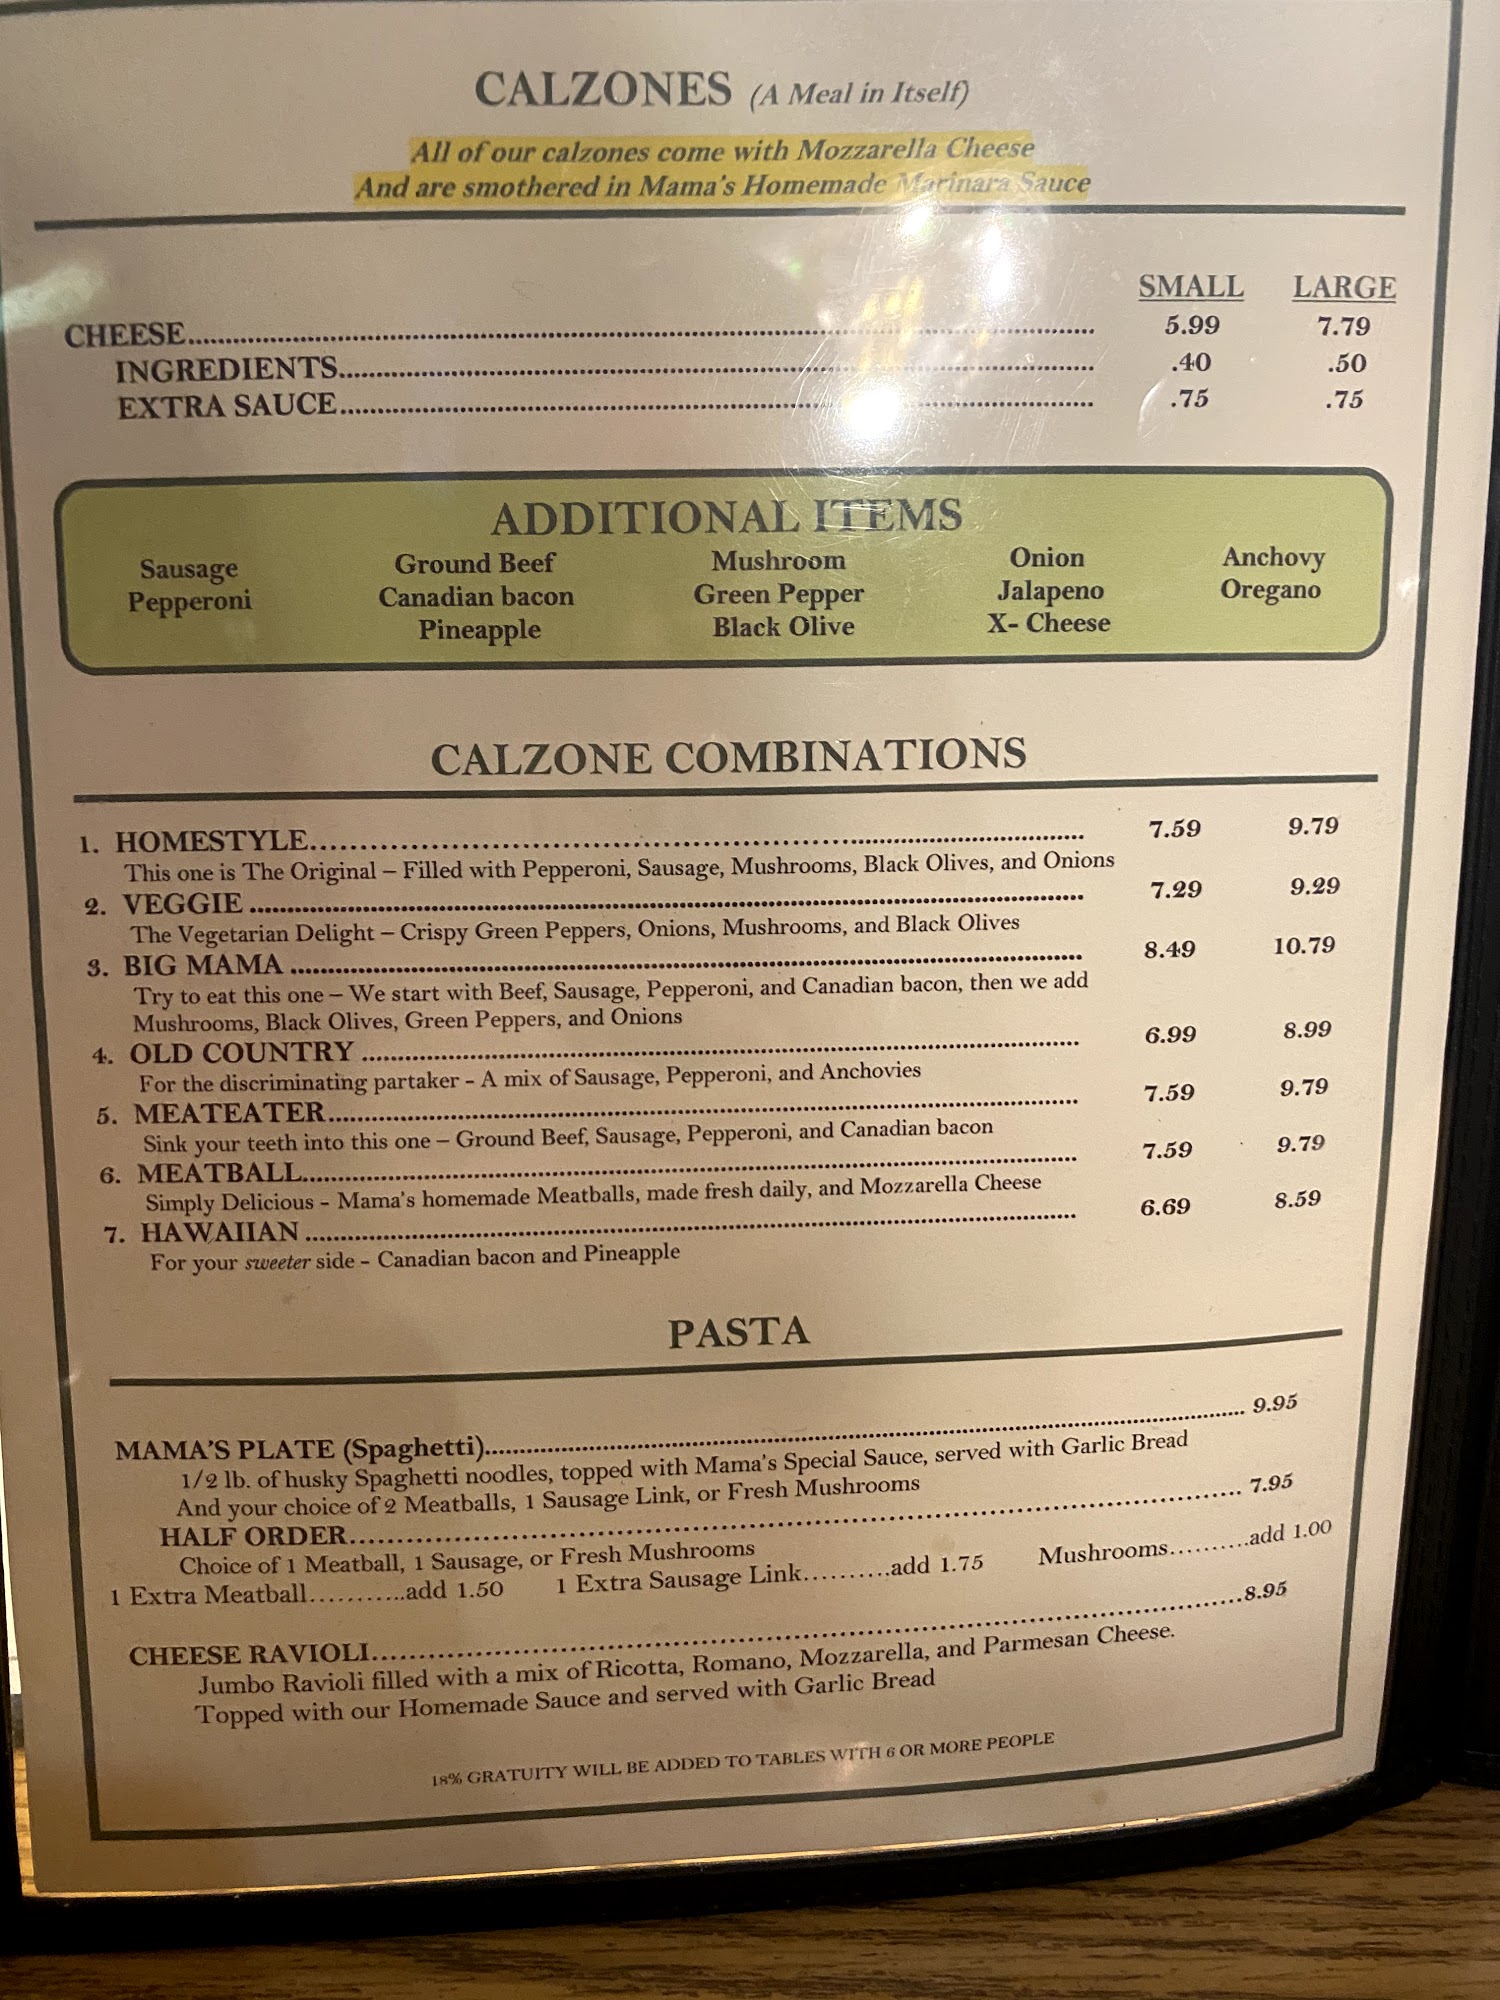 CALZONES (A Meal in Itself)
All of our calzones come with Mozzarella Cheese
And are smothered in Mama's Homemade Marinara Sauce
SMALL LARGE
CHEESE.......................................................................................... 5.99 7.79
INGREDIENTS.......................................................................................... .40 .50
EXTRA SAUCE.......................................................................................... .75 .75
ADDITIONAL ITEMS
Sausage Ground Beef Mushroom Onion Anchovy
Pepperoni Canadian bacon Green Pepper Jalapeno Oregano
Pineapple Black Olive X- Cheese
CALZONE COMBINATIONS
1. HOMESTYLE.......................................................................................... 7.59 9.79
This one is The Original – Filled with Pepperoni, Sausage, Mushrooms, Black Olives, and Onions
2. VEGGIE .......................................................................................... 7.29 9.29
The Vegetarian Delight – Crispy Green Peppers, Onions, Mushrooms, and Black Olives
3. BIG MAMA .......................................................................................... 8.49 10.79
Try to eat this one – We start with Beef, Sausage, Pepperoni, and Canadian bacon, then we add
Mushrooms, Black Olives, Green Peppers, and Onions
4. OLD COUNTRY .......................................................................................... 6.99 8.99
For the discriminating partaker - A mix of Sausage, Pepperoni, and Anchovies
5. MEATEATER.......................................................................................... 7.59 9.79
Sink your teeth into this one – Ground Beef, Sausage, Pepperoni, and Canadian bacon
6. MEATBALL.......................................................................................... 7.59 9.79
Simply Delicious - Mama's homemade Meatballs, made fresh daily, and Mozzarella Cheese
7. HAWAIIAN .......................................................................................... 6.69 8.59
For your sweeter side - Canadian bacon and Pineapple
PASTA
MAMA'S PLATE (Spaghetti).......................................................................................... 9.95
1/2 lb. of husky Spaghetti noodles, topped with Mama's Special Sauce, served with Garlic Bread
And your choice of 2 Meatballs, 1 Sausage Link, or Fresh Mushrooms
HALF ORDER.......................................................................................... 7.95
Choice of 1 Meatball, 1 Sausage, or Fresh Mushrooms
1 Extra Meatball............add 1.50 1 Extra Sausage Link..........add 1.75 Mushrooms..........add 1.00
CHEESE RAVIOLI..........................................................................................8.95
Jumbo Ravioli filled with a mix of Ricotta, Romano, Mozzarella, and Parmesan Cheese.
Topped with our Homemade Sauce and served with Garlic Bread
18% GRATUITY WILL BE ADDED TO TABLES WITH 6 OR MORE PEOPLE